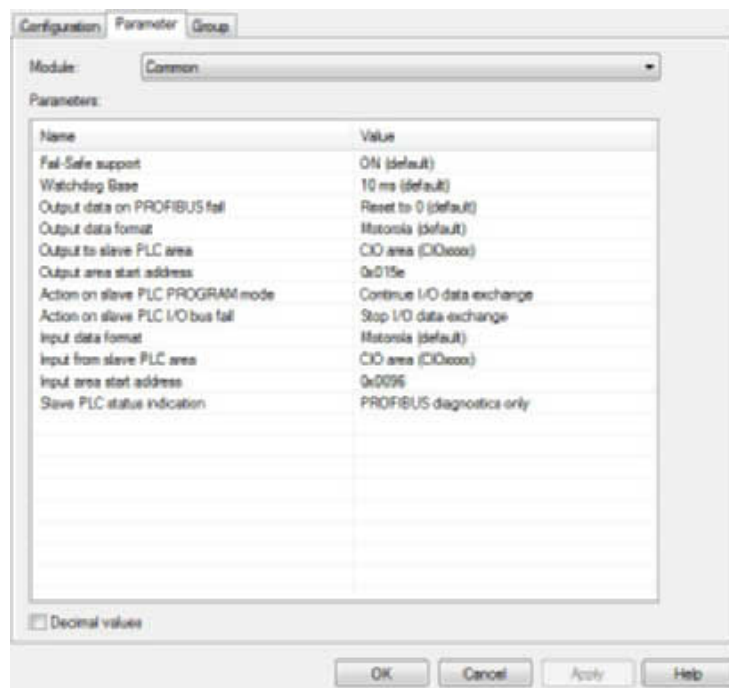 Configuration Parameter Group
Module: Common
Parameters:
Name Value
Fail-Safe support ON (default)
Watchdog Base 10 ms (default)
Output data on PROFIBUS fail Reset to 0 (default)
Output data format Motorola (default)
Output to slave PLC area CIO area (CIOxxxx)
Output area start address 0x015e
Action on slave PLC PROGRAM mode Continue I/O data exchange
Action on slave PLC I/O bus fail Stop I/O data exchange
Input data format Motorola (default)
Input from slave PLC area CIO area (CIOxxxx)
Input area start address 0x0096
Slave PLC status indication PROFIBUS diagnostics only
Decimal values
OK Cancel Apply Help